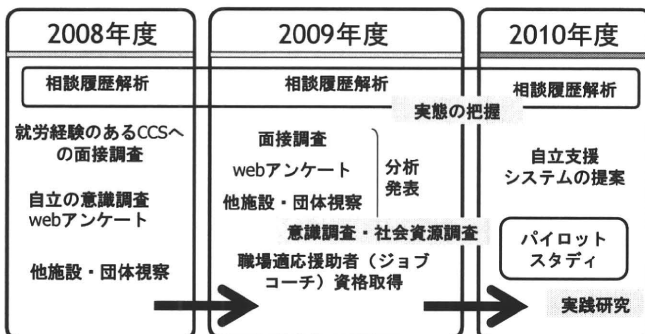 2008年度
相談履歴解析
就労経験のあるCCSへ
の面接調査
自立の意識調査
webアンケート
他施設・団体視察
2009年度
相談履歴解析
実態の把握
面接調査
webアンケート
他施設・団体視察
分析
発表
意識調査・社会資源調査
職場適応援助者（ジョブ
コーチ）資格取得
2010年度
相談履歴解析
自立支援
システムの提案
パイロット
スタディ
実践研究